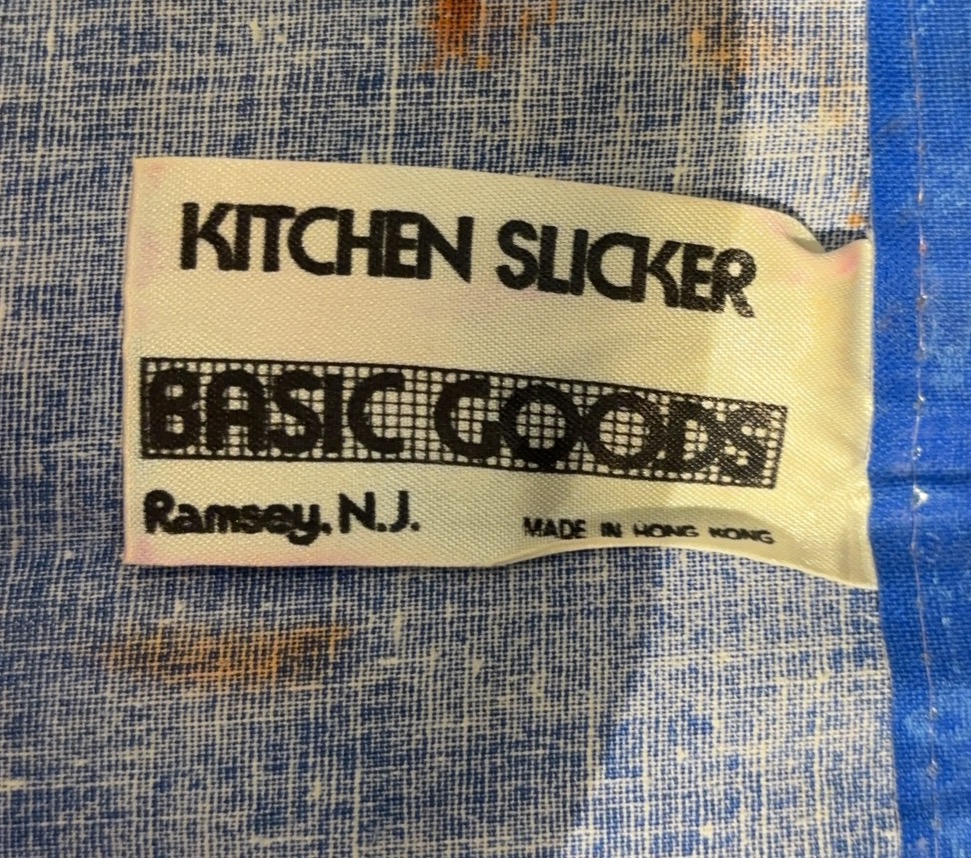 KITCHEN SLICKER
BASIC GOODS
Ramsey, N.J.
MADE IN HONG KONG